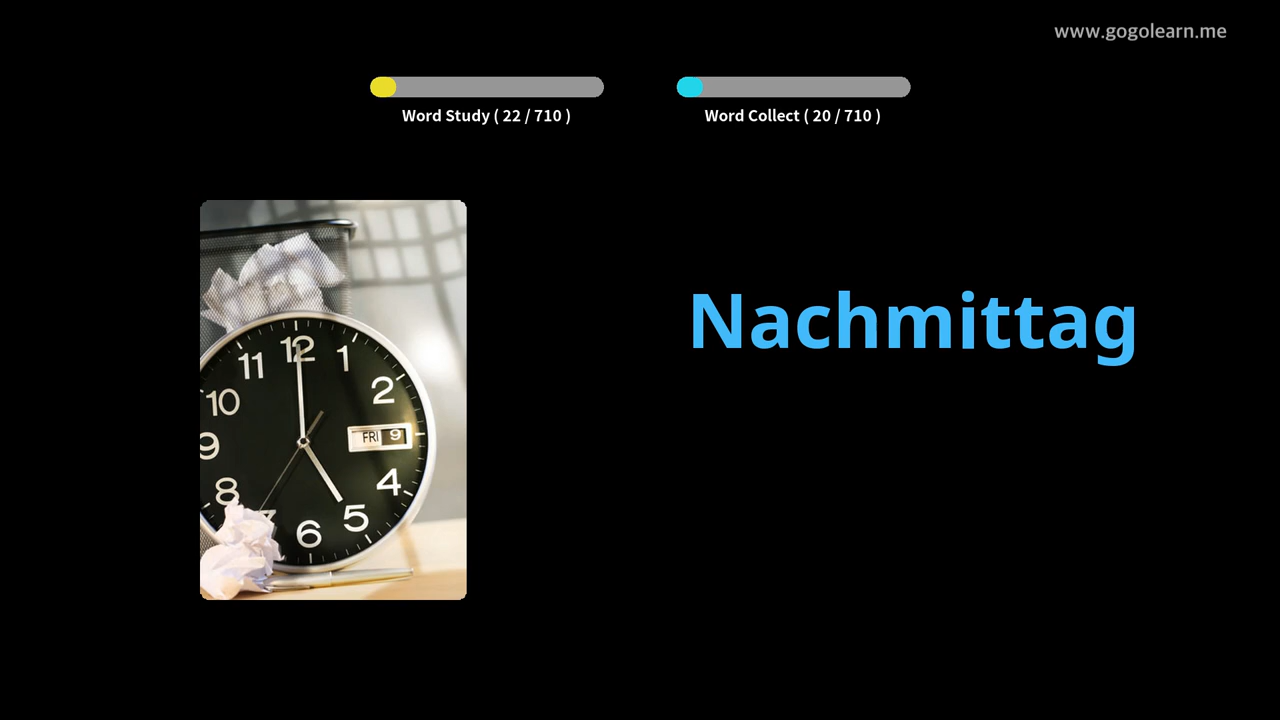 www.gogolearn.me
Word Study ( 22 / 710 )
Word Collect ( 20 / 710 )
Nachmittag
12
11
1
10
2
9
FRI 9
8
4
7
5
6